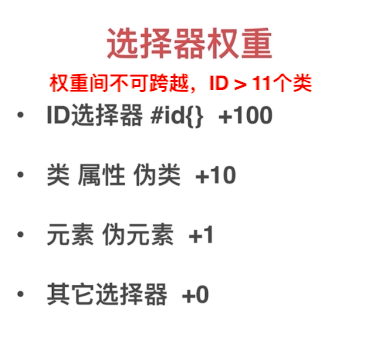 选择器权重
权重间不可跨越，ID > 11个类
• ID选择器 #id{} +100
• 类 属性 伪类 +10
• 元素 伪元素 +1
• 其它选择器 +0